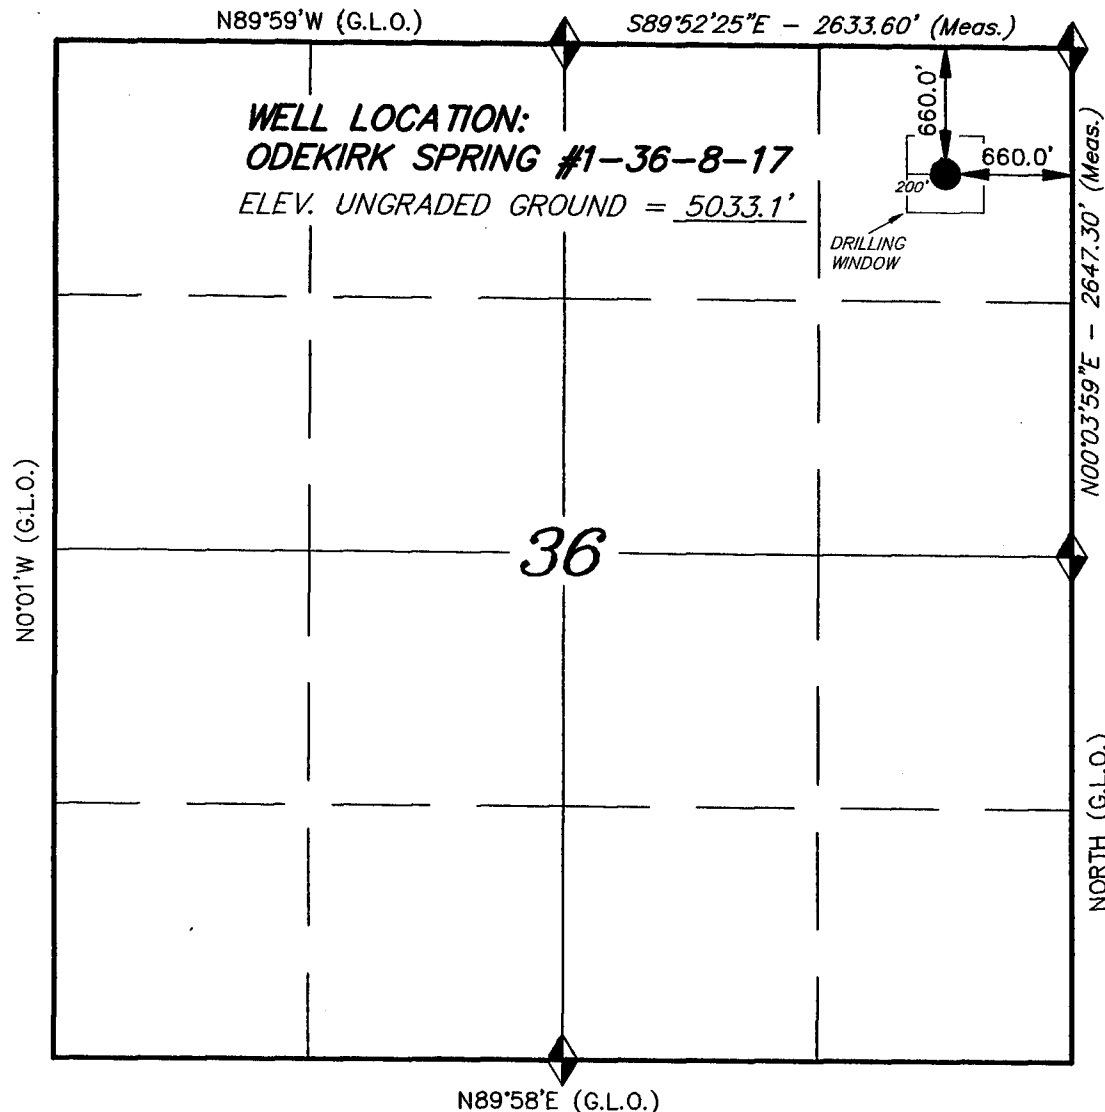 N89°59'W (G.L.O.)
S89°52'25"E - 2633.60' (Meas.)
WELL LOCATION:
ODEKIRK SPRING #1-36-8-17
ELEV. UNGRADED GROUND = 5033.1'
660.0'
660.0'
200'
DRILLING
WINDOW
N00°03'59"E - 2647.30' (Meas.)
N0°01'W (G.L.O.)
36
NORTH (G.L.O.)
N89°58'E (G.L.O.)